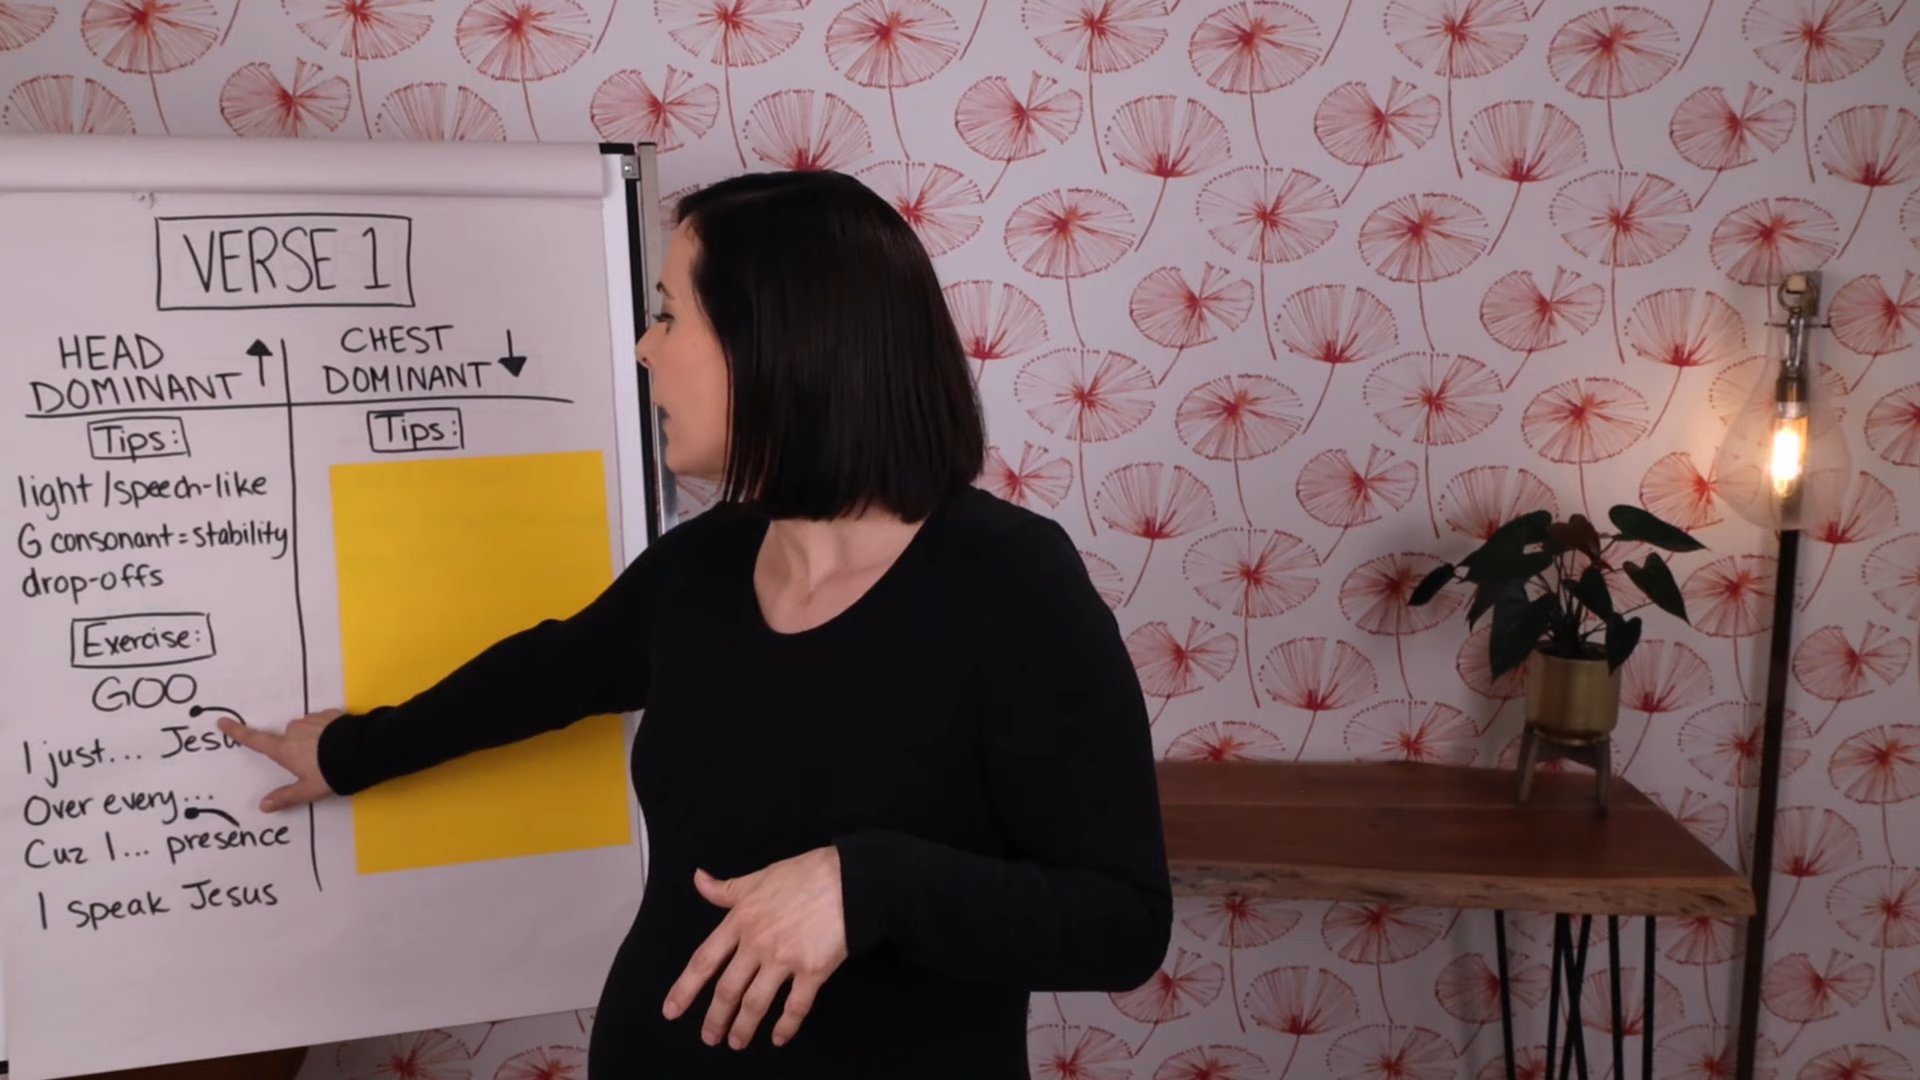 VERSE 1
HEAD
DOMINANT
CHEST
DOMINANT
Tips:
light/speech-like
G consonant = stability
drop-offs
Exercise:
GOO
I just... Jesu
Over every...
Cuz I... presence
I speak Jesus
Tips: